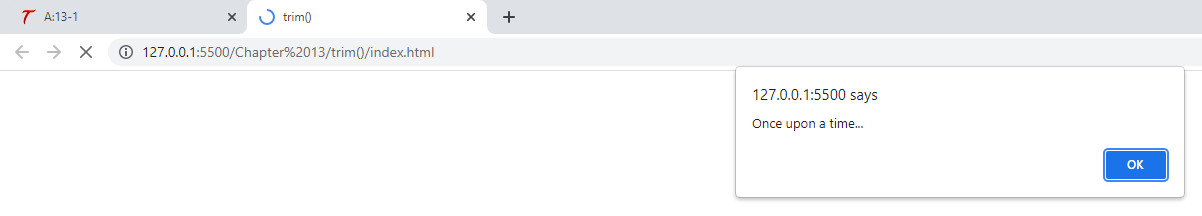 A:13-1
trim()
127.0.0.1:5500/Chapter%2013/trim()/index.html
127.0.0.1:5500 says
Once upon a time...
OK